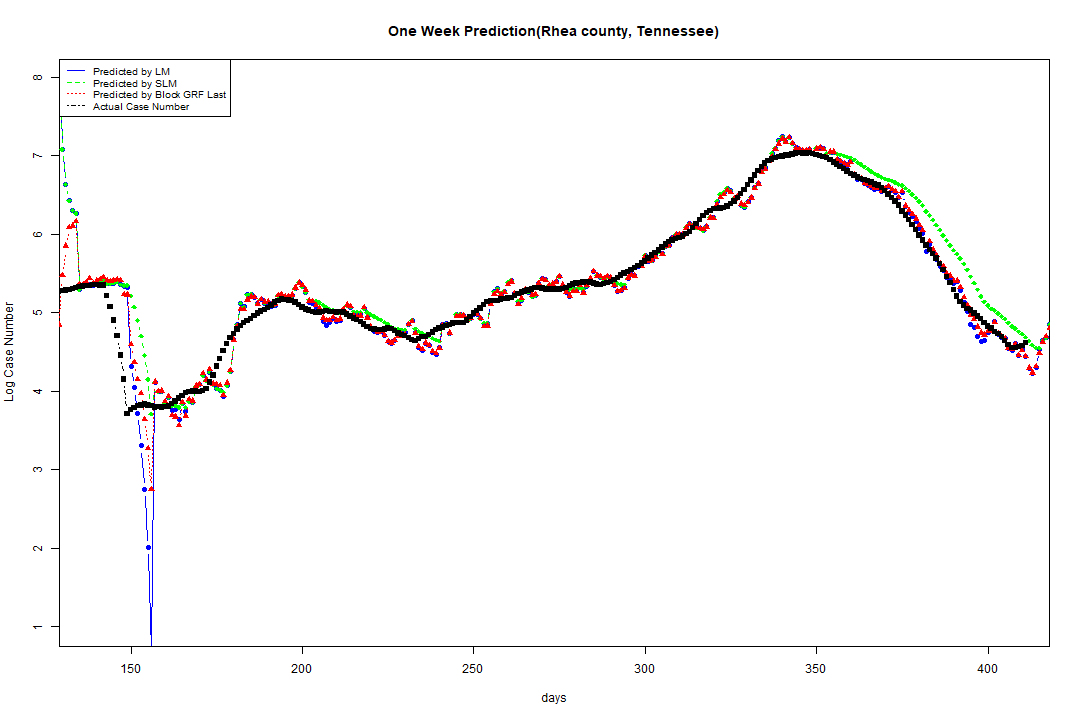 One Week Prediction(Rhea county, Tennessee)
Predicted by LM
Predicted by SLM
Predicted by Block GRF Last
Actual Case Number
8
7
6
5
4
3
2
1
Log Case Number
150 200 250 300 350 400
days